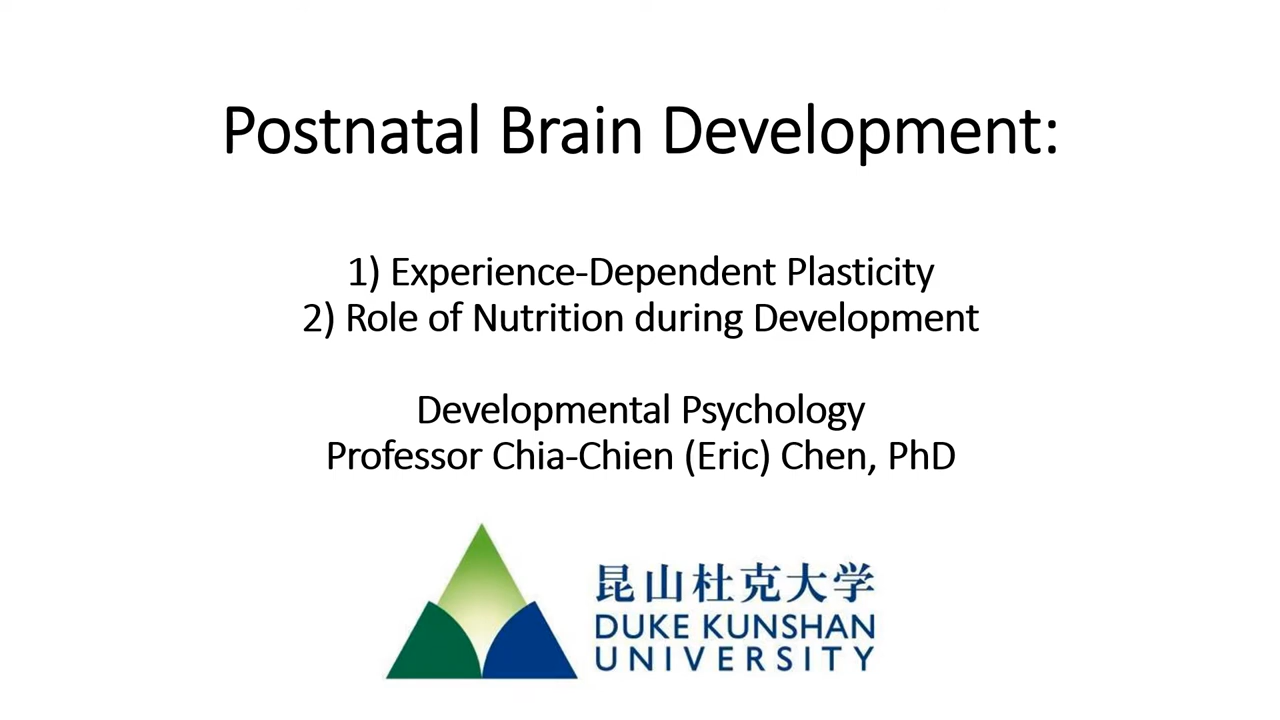 Postnatal Brain Development:
1) Experience-Dependent Plasticity
2) Role of Nutrition during Development
Developmental Psychology
Professor Chia-Chien (Eric) Chen, PhD
昆山杜克大学
DUKE KUNSHAN
UNIVERSITY